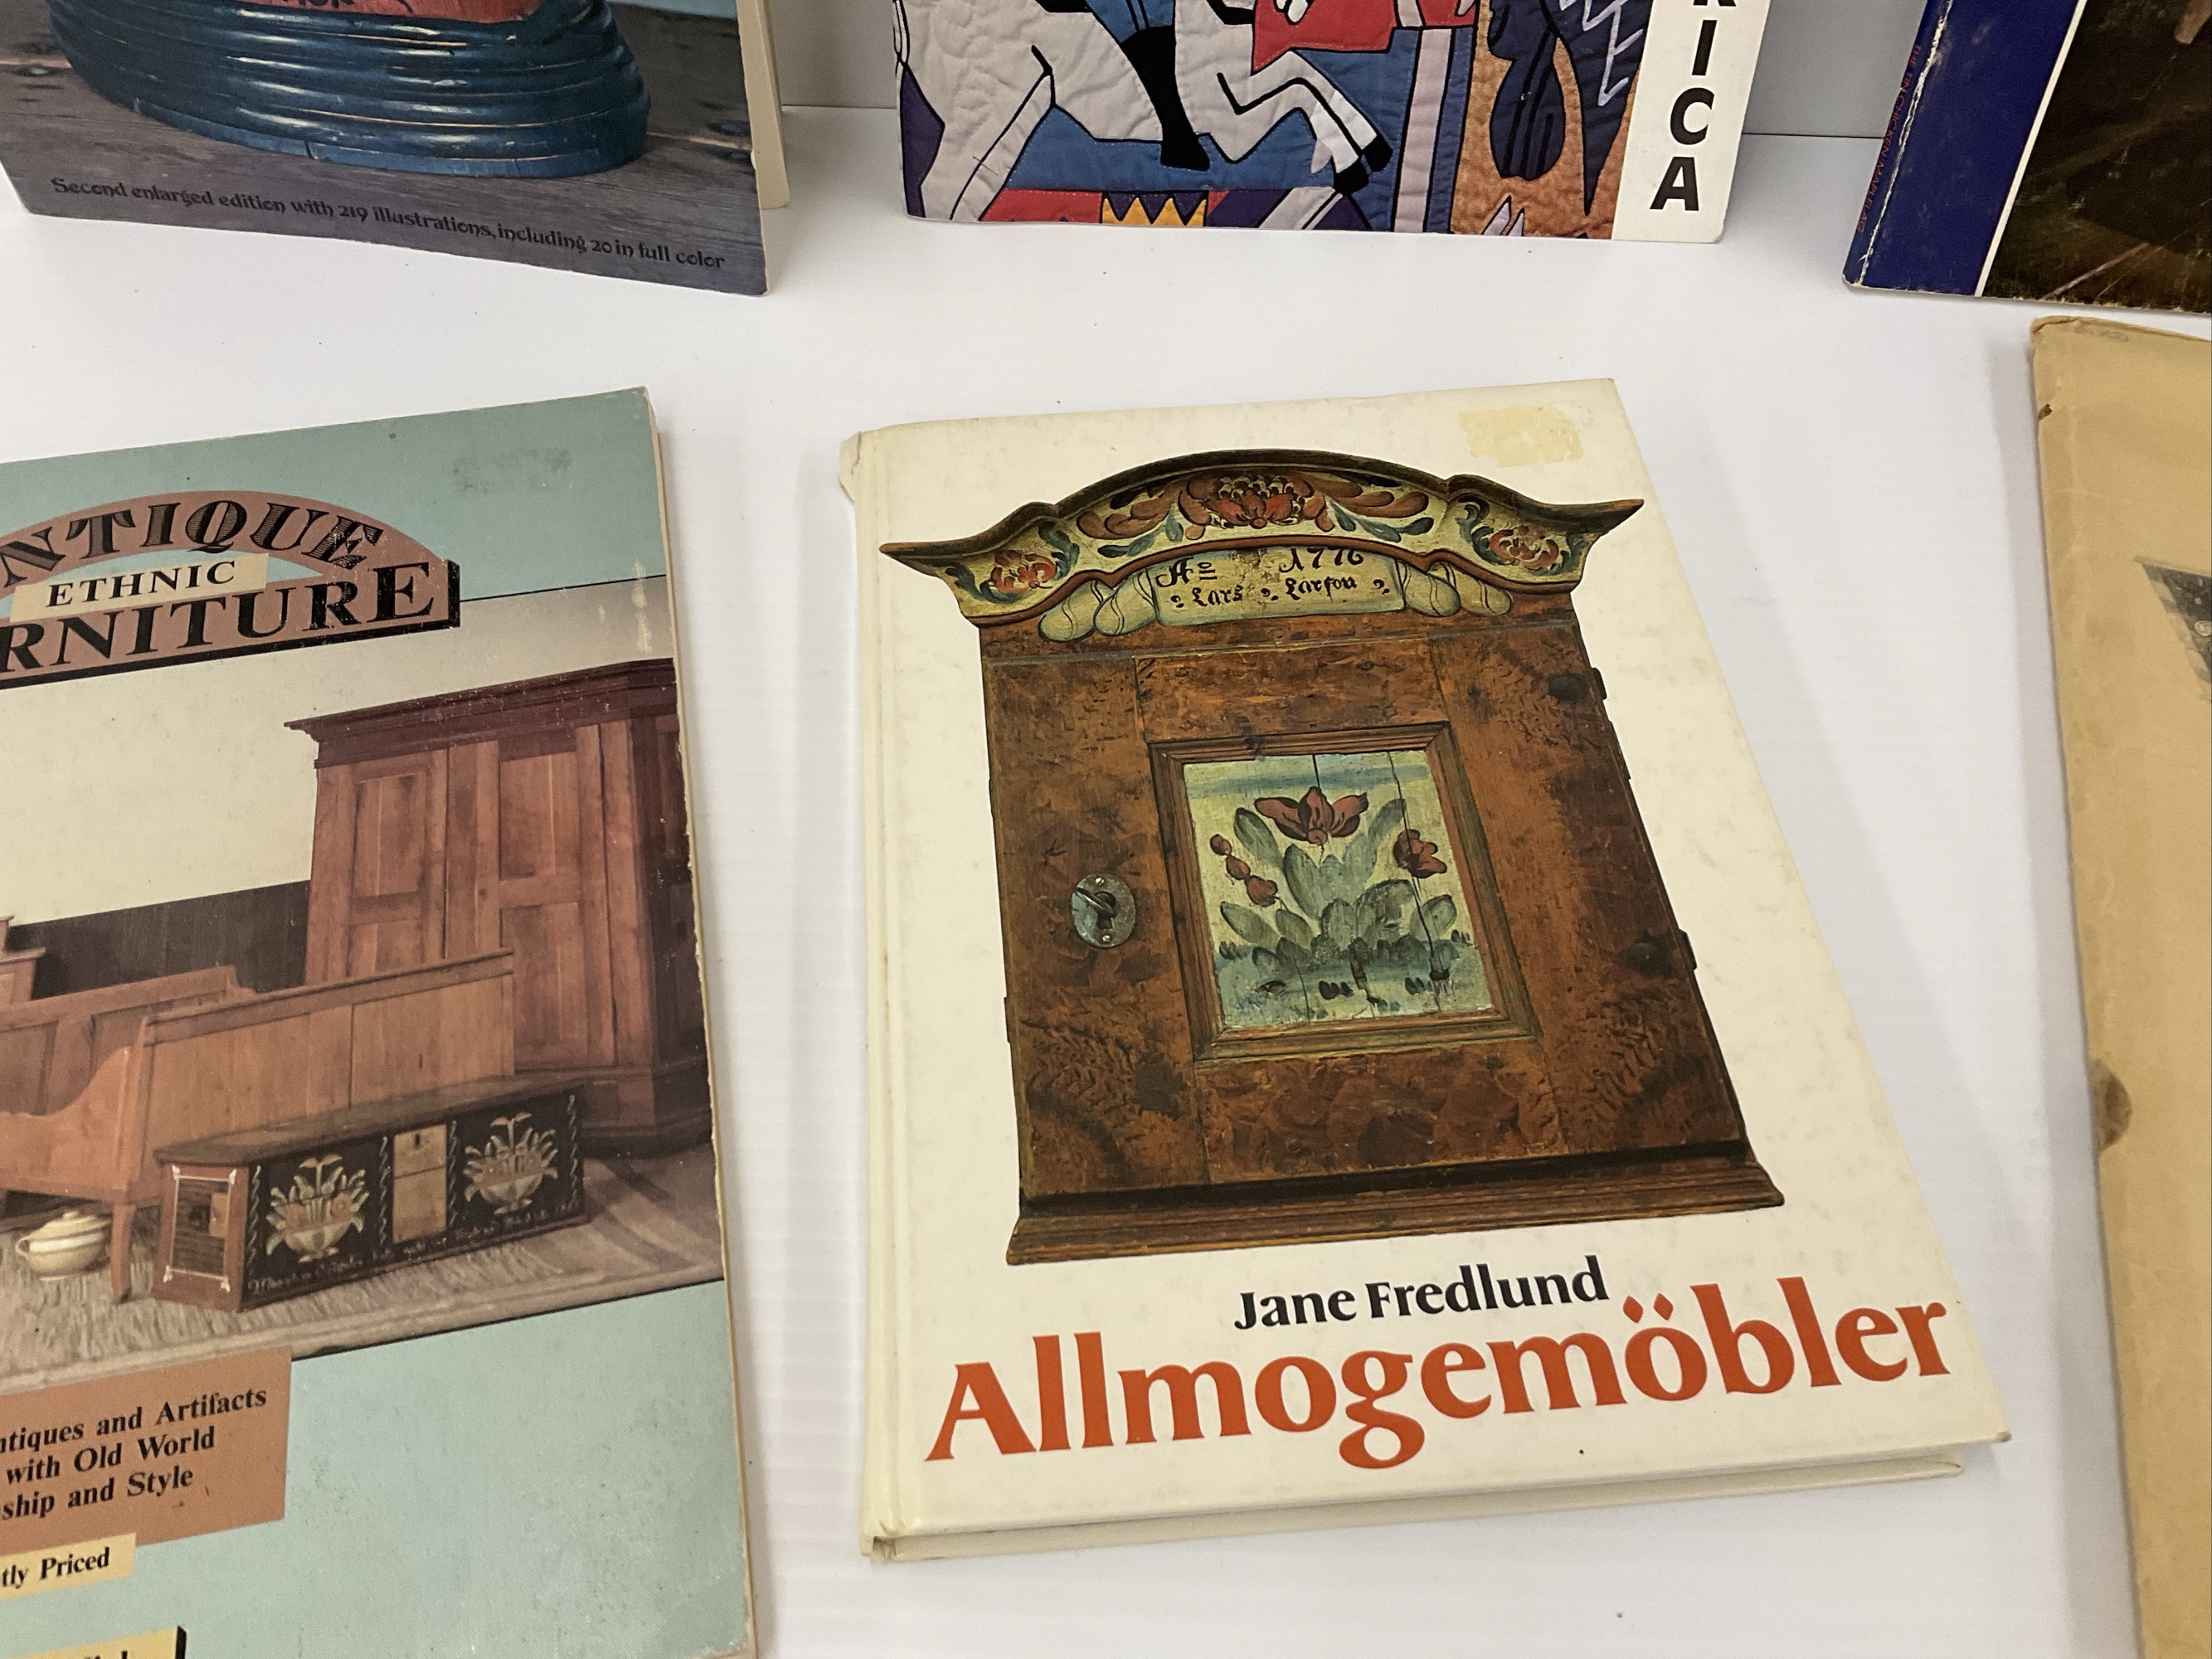 Second enlarged edition with 219 illustrations, including 20 in full color
ICA
NTIQUE
ETHNIC
RNITURE
ntiques and Artifacts
with Old World
ship and Style
tly Priced
Ao 1776
Lars Larson
Jane Fredlund
Allmogemöbler